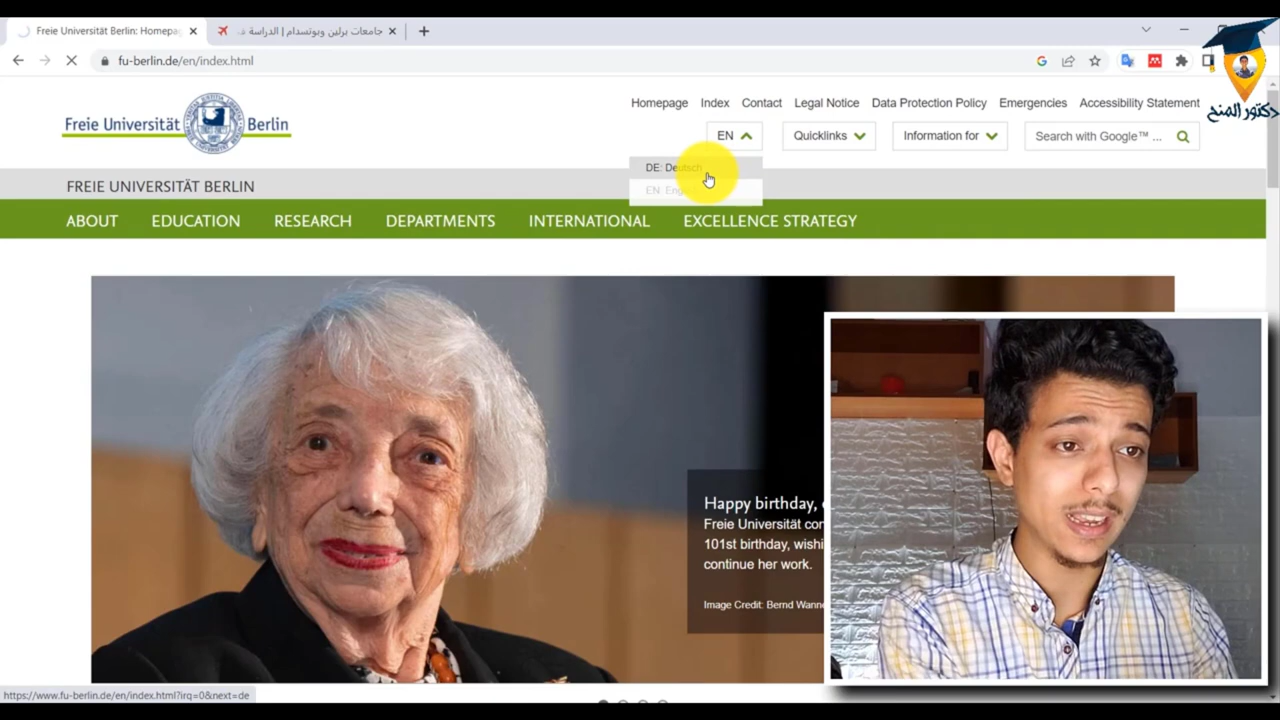 Freie Universität Berlin: Homepa
جامعات برلين وبوتسدام | الدراسة ف
fu-berlin.de/en/index.html
دكتور المنح
Homepage Index Contact Legal Notice Data Protection Policy Emergencies Accessibility Statement
Freie Universität Berlin
EN Quicklinks Information for Search with Google™ ...
DE: Deutsch
EN
FREIE UNIVERSITÄT BERLIN
ABOUT EDUCATION RESEARCH DEPARTMENTS INTERNATIONAL EXCELLENCE STRATEGY
Happy birthday,
Freie Universität con
101st birthday, wishi
continue her work.
Image Credit: Bernd Wanne
https://www.fu-berlin.de/en/index.html?irq=0&next=de